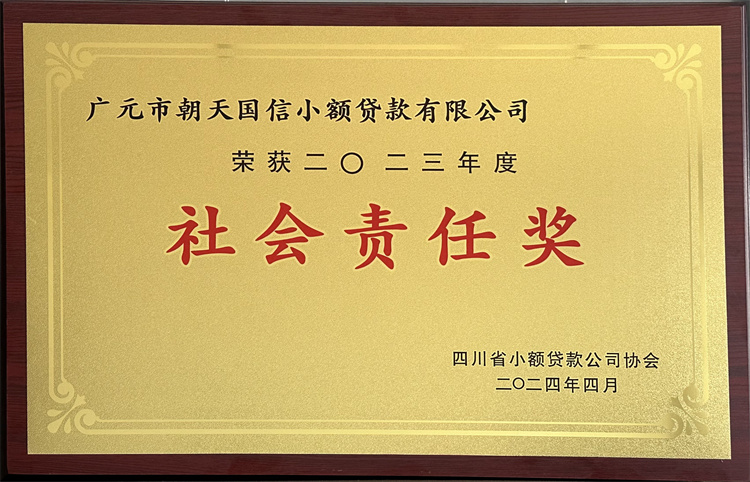 广元市朝天国信小额贷款有限公司
荣获二〇二三年度
社会责任奖
四川省小额贷款公司协会
二〇二四年四月